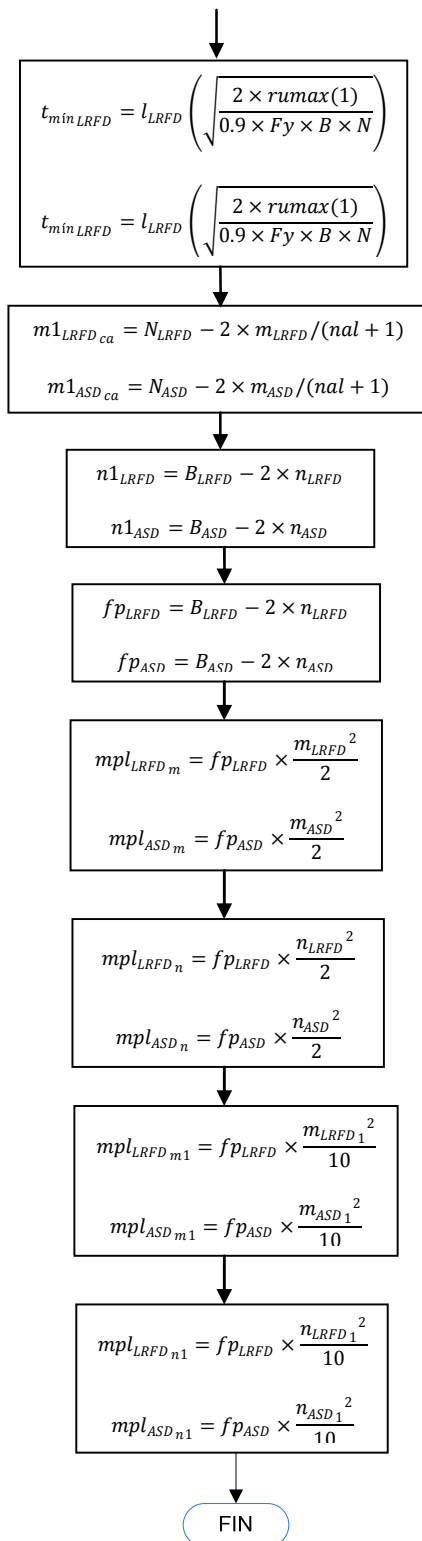 t_{mín LRFD} = l_{LRFD} (√(2 × rumax(1) / 0.9 × Fy × B × N))
t_{mín LRFD} = l_{LRFD} (√(2 × rumax(1) / 0.9 × Fy × B × N))
m1_{LRFD ca} = N_{LRFD} − 2 × m_{LRFD}/(nal + 1)
m1_{ASD ca} = N_{ASD} − 2 × m_{ASD}/(nal + 1)
n1_{LRFD} = B_{LRFD} − 2 × n_{LRFD}
n1_{ASD} = B_{ASD} − 2 × n_{ASD}
fp_{LRFD} = B_{LRFD} − 2 × n_{LRFD}
fp_{ASD} = B_{ASD} − 2 × n_{ASD}
mpl_{LRFD m} = fp_{LRFD} × m_{LRFD}² / 2
mpl_{ASD m} = fp_{ASD} × m_{ASD}² / 2
mpl_{LRFD n} = fp_{LRFD} × n_{LRFD}² / 2
mpl_{ASD n} = fp_{ASD} × n_{ASD}² / 2
mpl_{LRFD m1} = fp_{LRFD} × m_{LRFD 1}² / 10
mpl_{ASD m1} = fp_{ASD} × m_{ASD 1}² / 10
mpl_{LRFD n1} = fp_{LRFD} × n_{LRFD 1}² / 10
mpl_{ASD n1} = fp_{ASD} × n_{ASD 1}² / 10
FIN